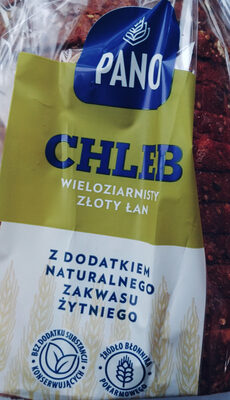 PANO
CHLEB
WIELOZIARNISTY
ZŁOTY ŁAN
Z DODATKIEM
NATURALNEGO
ZAKWASU
ŻYTNIEGO
BEZ DODATKU SUBSTANCJI
KONSERWUJĄCYCH
ŹRÓDŁO BŁONNIKA
POKARMOWEGO